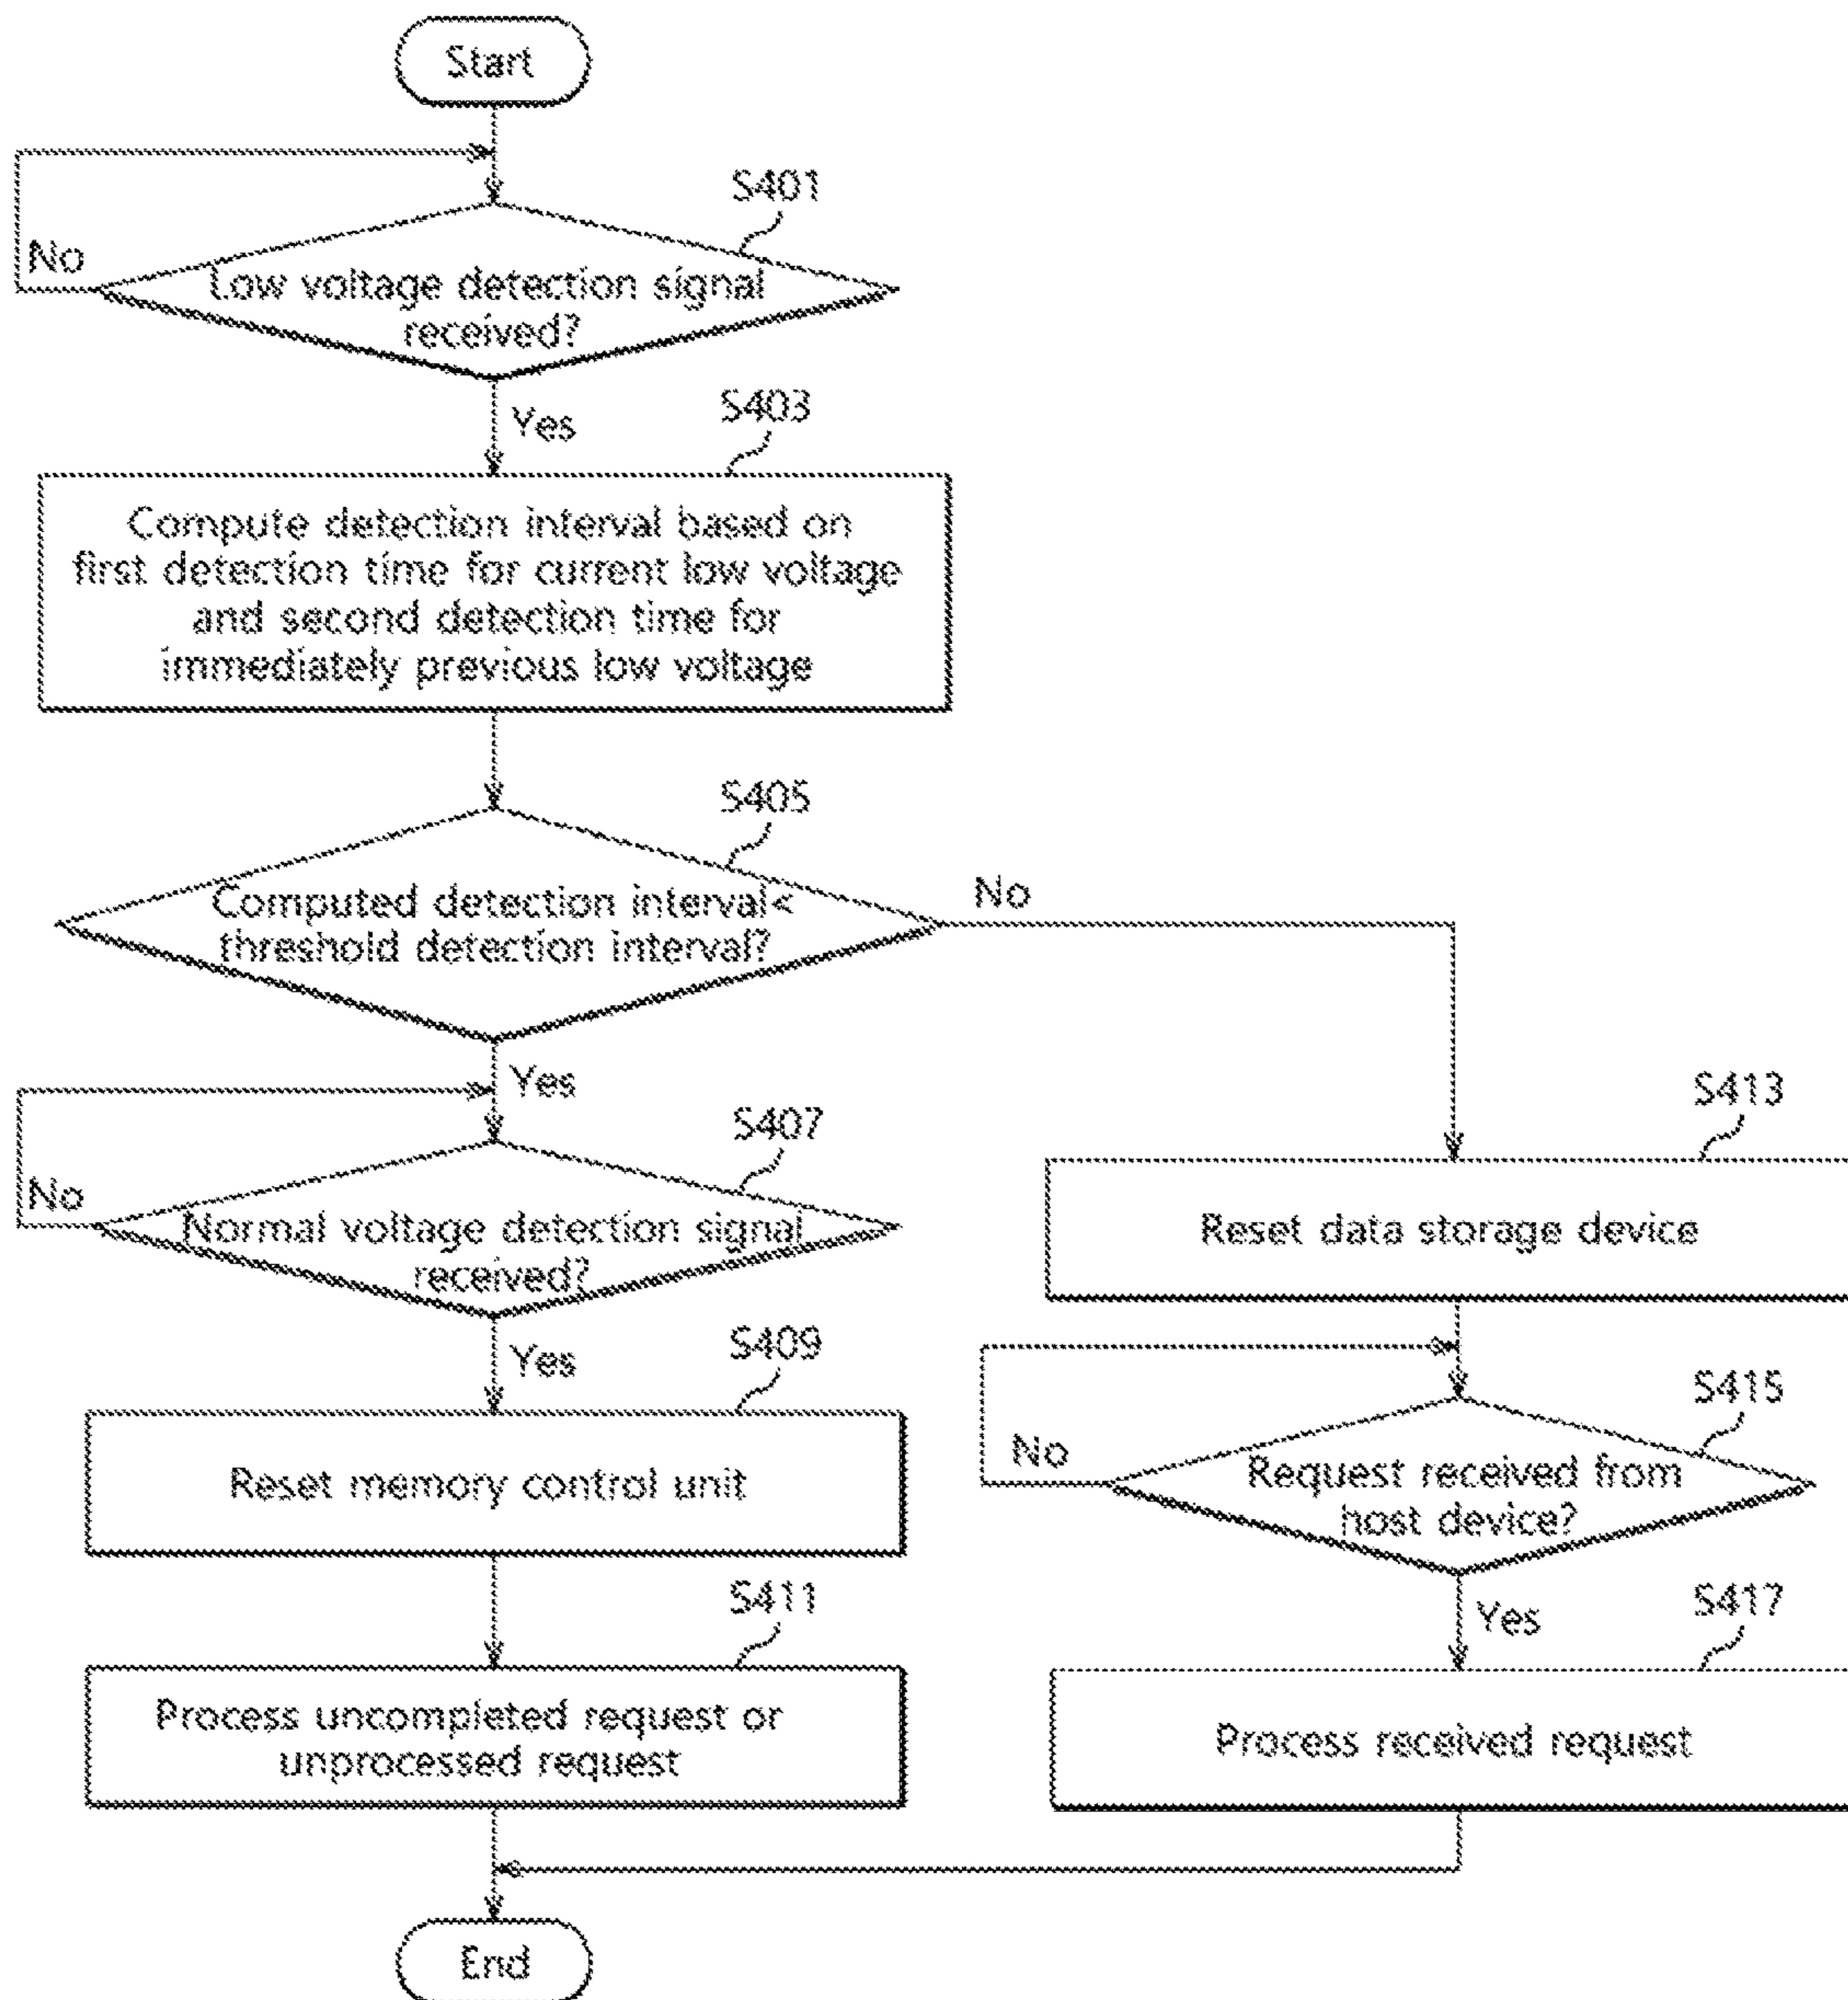 Start
S401
No
Low voltage detection signal
received?
Yes
S403
Compute detection interval based on
first detection time for current low voltage
and second detection time for
immediately previous low voltage
S405
Computed detection interval<
threshold detection interval?
No
Yes
S407
No
Normal voltage detection signal
received?
Yes
S409
Reset memory control unit
S411
Process uncompleted request or
unprocessed request
S413
Reset data storage device
S415
No
Request received from
host device?
Yes
S417
Process received request
End